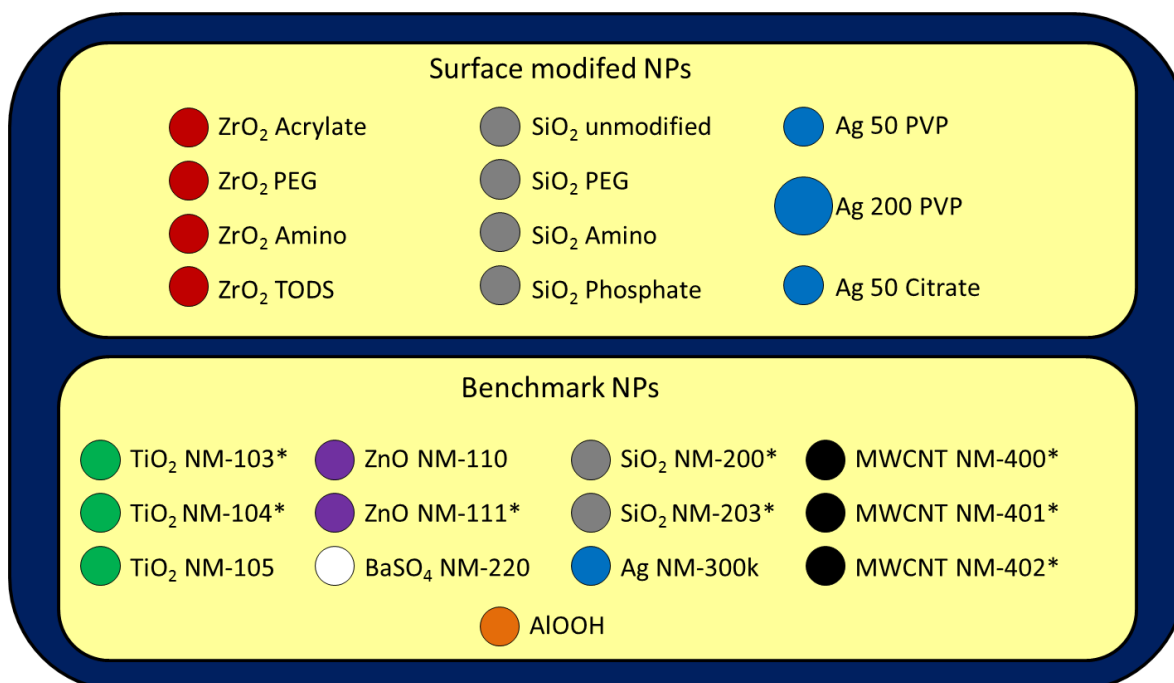 Surface modifed NPs
ZrO₂ Acrylate
SiO₂ unmodified
Ag 50 PVP
ZrO₂ PEG
SiO₂ PEG
Ag 200 PVP
ZrO₂ Amino
SiO₂ Amino
ZrO₂ TODS
SiO₂ Phosphate
Ag 50 Citrate
Benchmark NPs
TiO₂ NM-103*
ZnO NM-110
SiO₂ NM-200*
MWCNT NM-400*
TiO₂ NM-104*
ZnO NM-111*
SiO₂ NM-203*
MWCNT NM-401*
TiO₂ NM-105
BaSO₄ NM-220
Ag NM-300k
MWCNT NM-402*
AlOOH